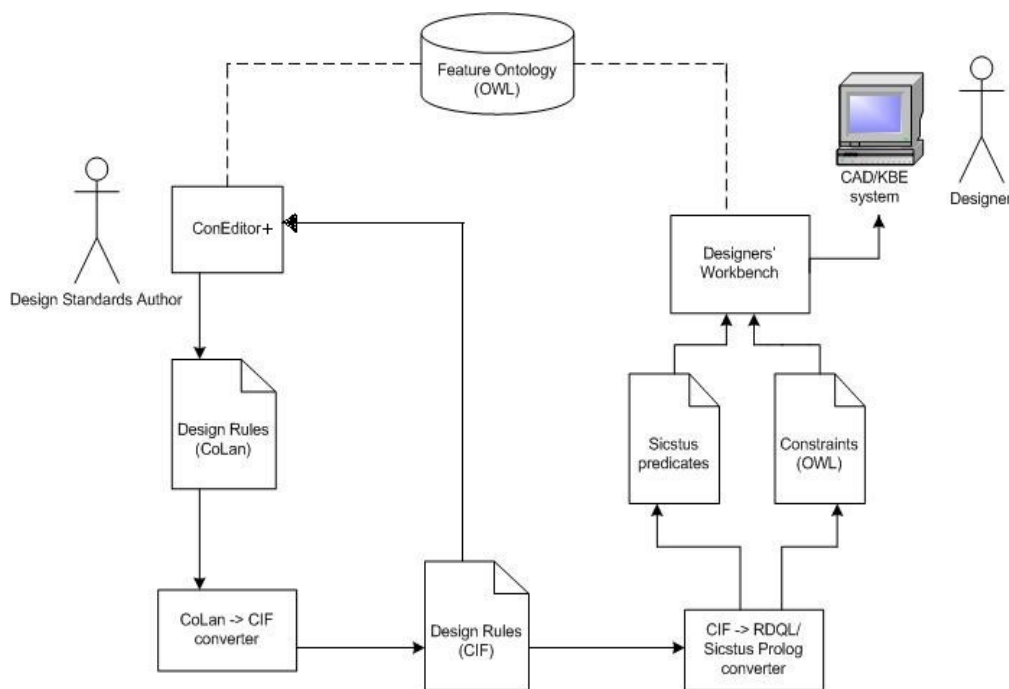 Feature Ontology
(OWL)
CAD/KBE
system
Designer
ConEditor+
Designers'
Workbench
Design Standards Author
Design Rules
(CoLan)
Sicstus
predicates
Constraints
(OWL)
CoLan -> CIF
converter
Design Rules
(CIF)
CIF -> RDQL/
Sicstus Prolog
converter